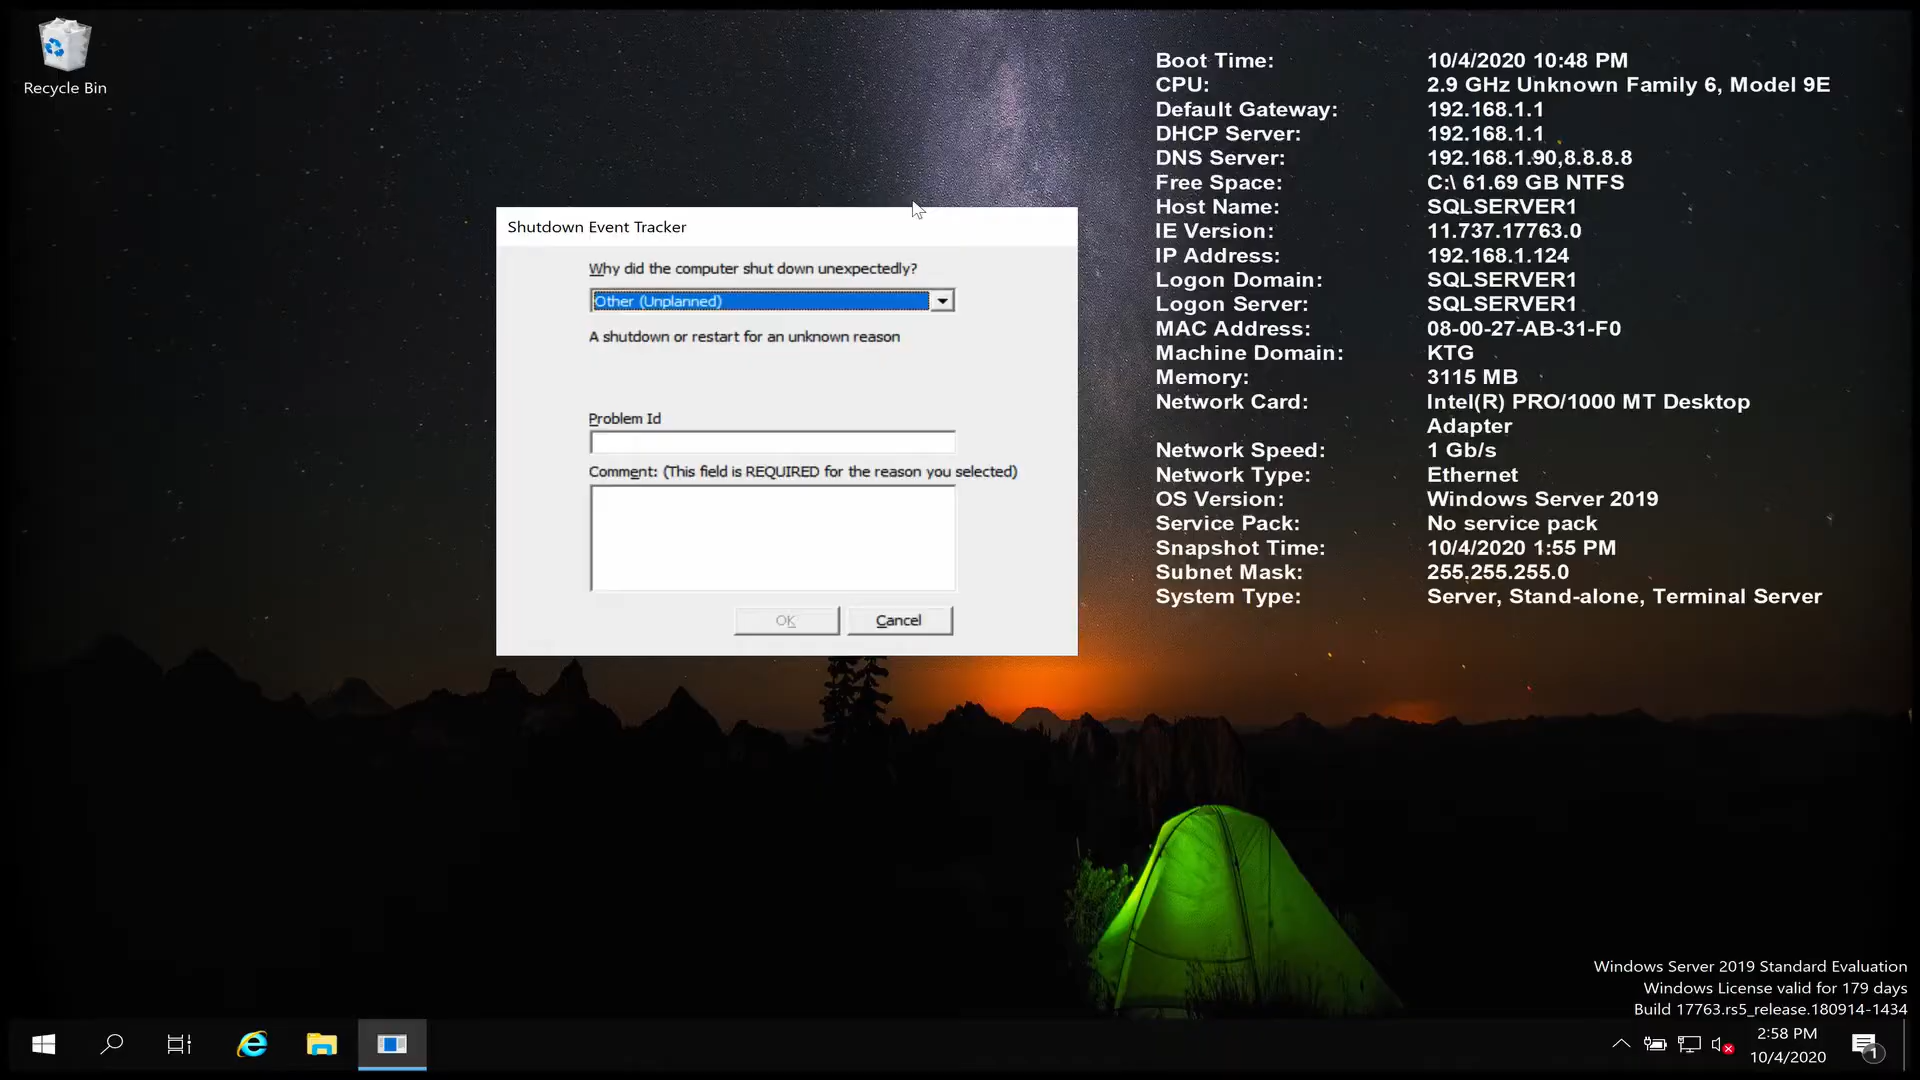 Recycle Bin
Boot Time: 10/4/2020 10:48 PM
CPU: 2.9 GHz Unknown Family 6, Model 9E
Default Gateway: 192.168.1.1
DHCP Server: 192.168.1.1
DNS Server: 192.168.1.90,8.8.8.8
Free Space: C:\ 61.69 GB NTFS
Host Name: SQLSERVER1
IE Version: 11.737.17763.0
IP Address: 192.168.1.124
Logon Domain: SQLSERVER1
Logon Server: SQLSERVER1
MAC Address: 08-00-27-AB-31-F0
Machine Domain: KTG
Memory: 3115 MB
Network Card: Intel(R) PRO/1000 MT Desktop
Adapter
Network Speed: 1 Gb/s
Network Type: Ethernet
OS Version: Windows Server 2019
Service Pack: No service pack
Snapshot Time: 10/4/2020 1:55 PM
Subnet Mask: 255.255.255.0
System Type: Server, Stand-alone, Terminal Server
Shutdown Event Tracker
Why did the computer shut down unexpectedly?
Other (Unplanned)
A shutdown or restart for an unknown reason
Problem Id
Comment: (This field is REQUIRED for the reason you selected)
OK Cancel
Windows Server 2019 Standard Evaluation
Windows License valid for 179 days
Build 17763.rs5_release.180914-1434
2:58 PM
10/4/2020
1